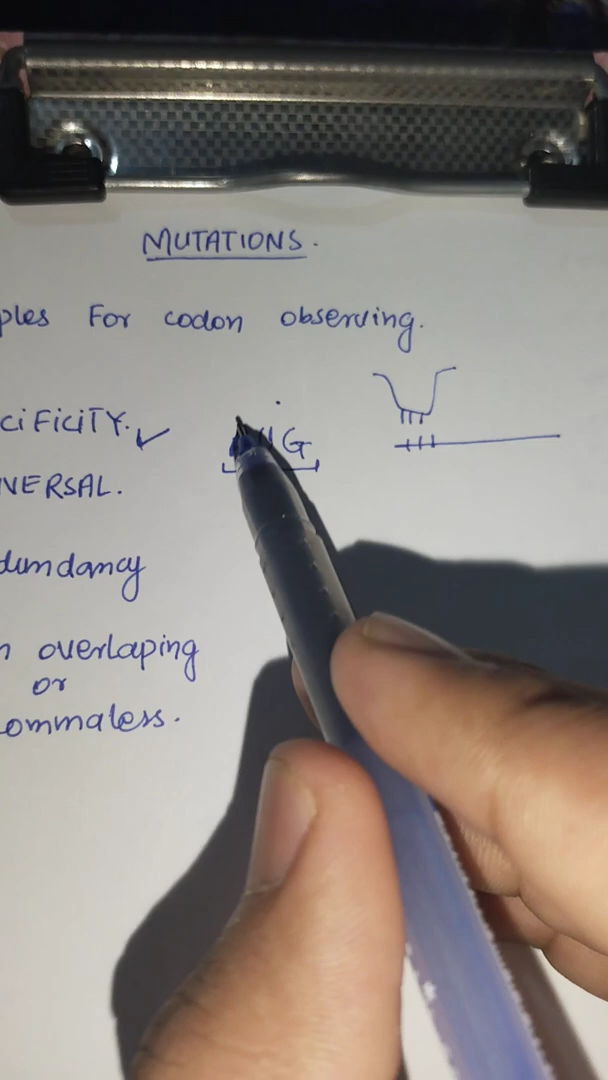 MUTATIONS.
ples For codon observing.
ciFiciTY.
G
VERSAL.
dundancy
n overlaping
or
ommaless.